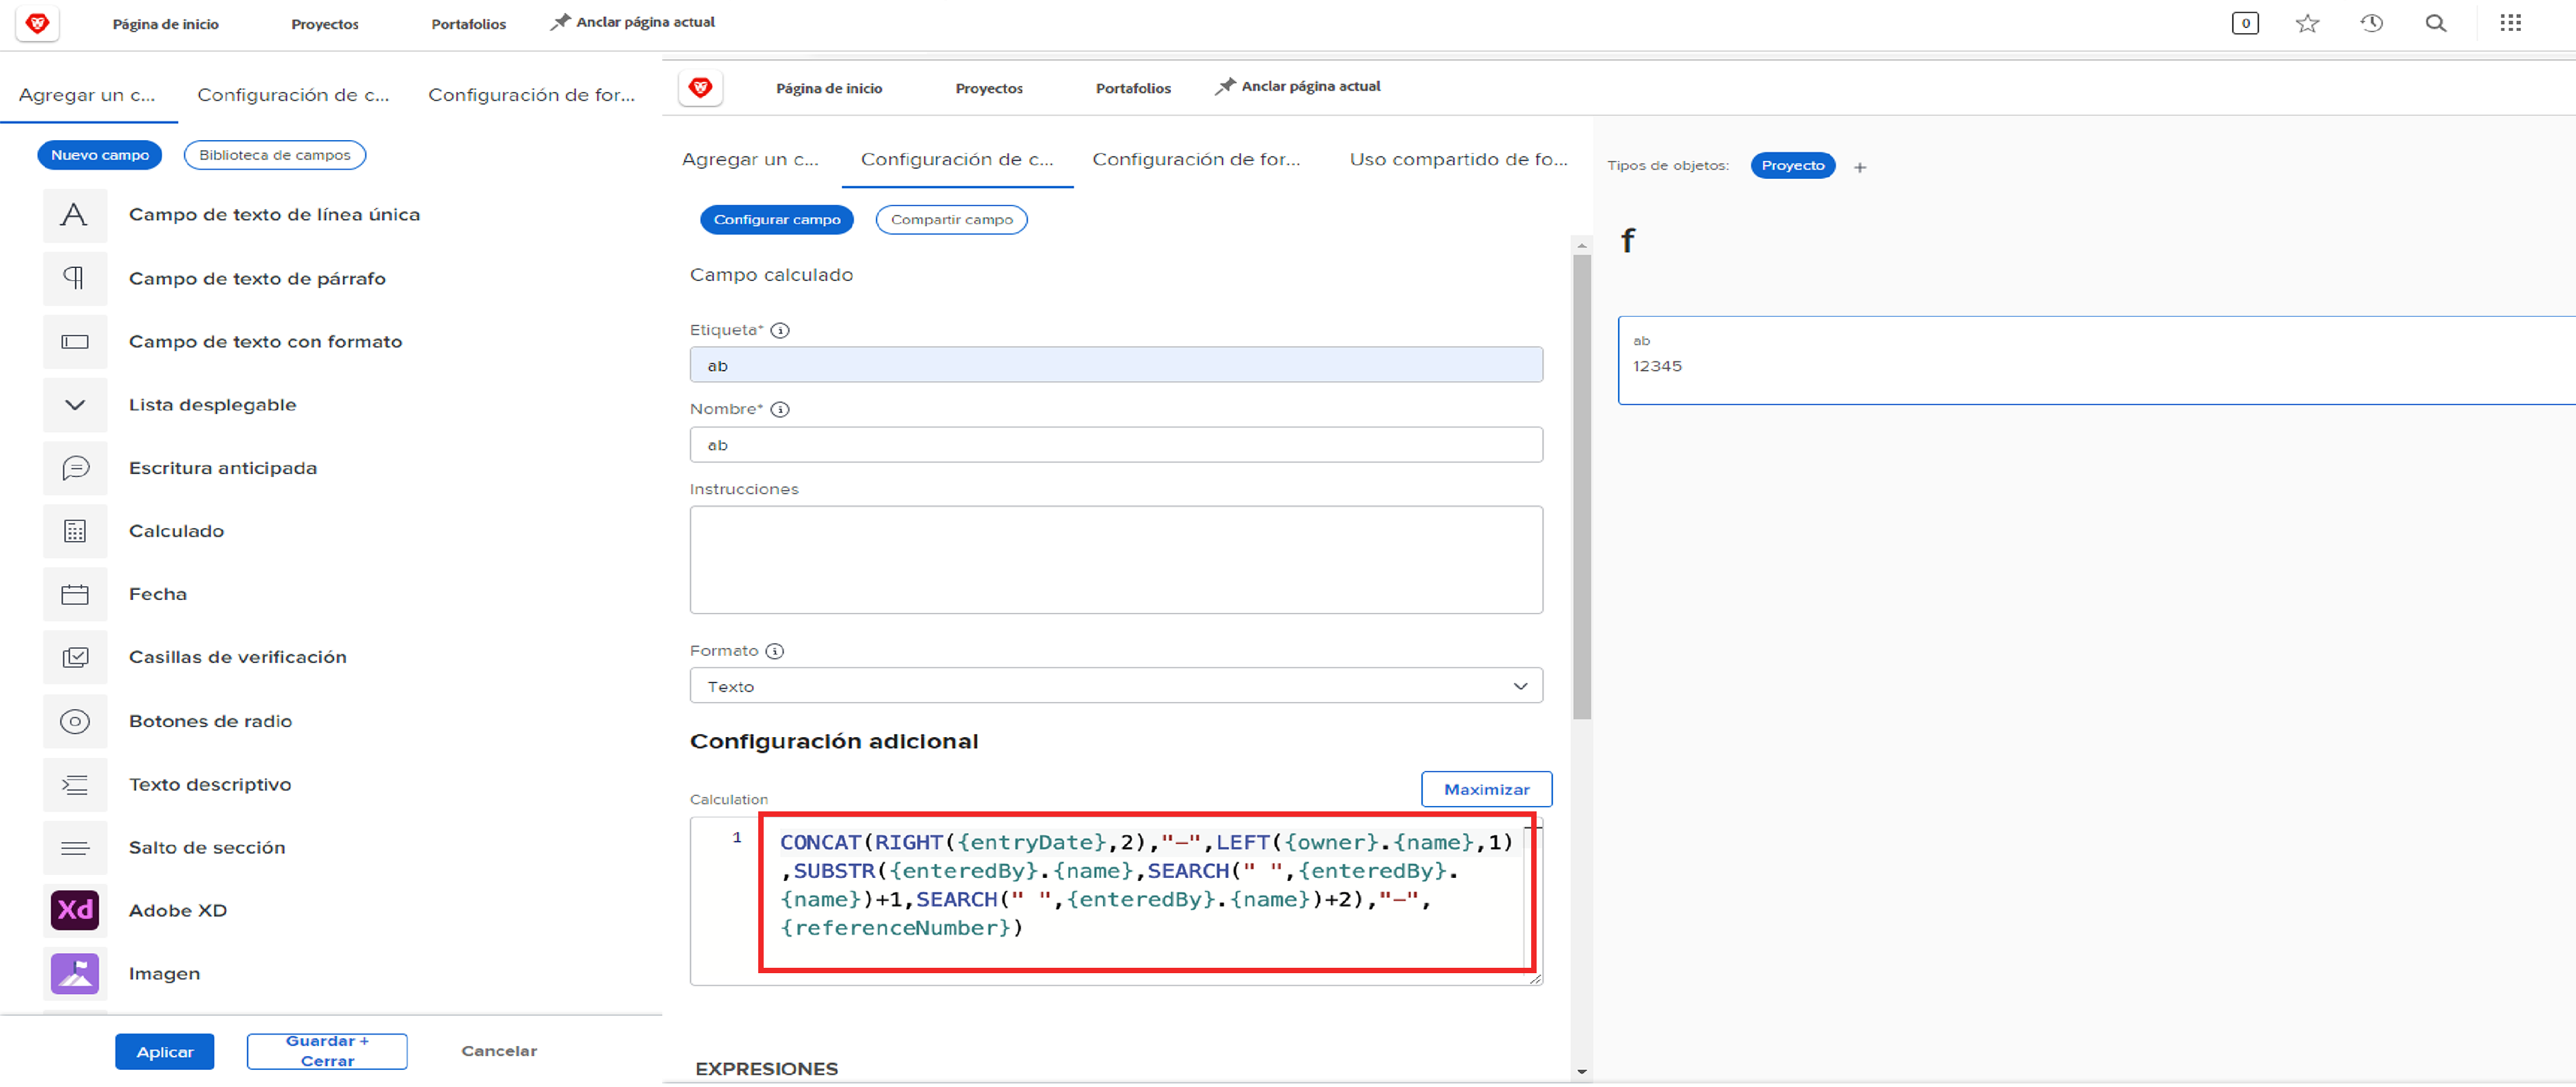 Página de inicio
Proyectos
Portafolios
Anclar página actual
0
Agregar un c...
Configuración de c...
Configuración de for...
Nuevo campo
Biblioteca de campos
Campo de texto de línea única
Campo de texto de párrafo
Campo de texto con formato
Lista desplegable
Escritura anticipada
Calculado
Fecha
Casillas de verificación
Botones de radio
Texto descriptivo
Salto de sección
Xd
Adobe XD
Imagen
Aplicar
Guardar +
Cerrar
Cancelar
Página de inicio
Proyectos
Portafolios
Anclar página actual
Agregar un c...
Configuración de c...
Configuración de for...
Uso compartido de fo...
Configurar campo
Compartir campo
Campo calculado
Etiqueta*
ab
Nombre*
ab
Instrucciones
Formato
Texto
Configuración adicional
Maximizar
Calculation
1
CONCAT(RIGHT({entryDate},2),"–",LEFT({owner}.{name},1)
,SUBSTR({enteredBy}.{name},SEARCH(" ",{enteredBy}.
{name})+1,SEARCH(" ",{enteredBy}.{name})+2),"–",
{referenceNumber})
EXPRESIONES
Tipos de objetos:
Proyecto
f
ab
12345